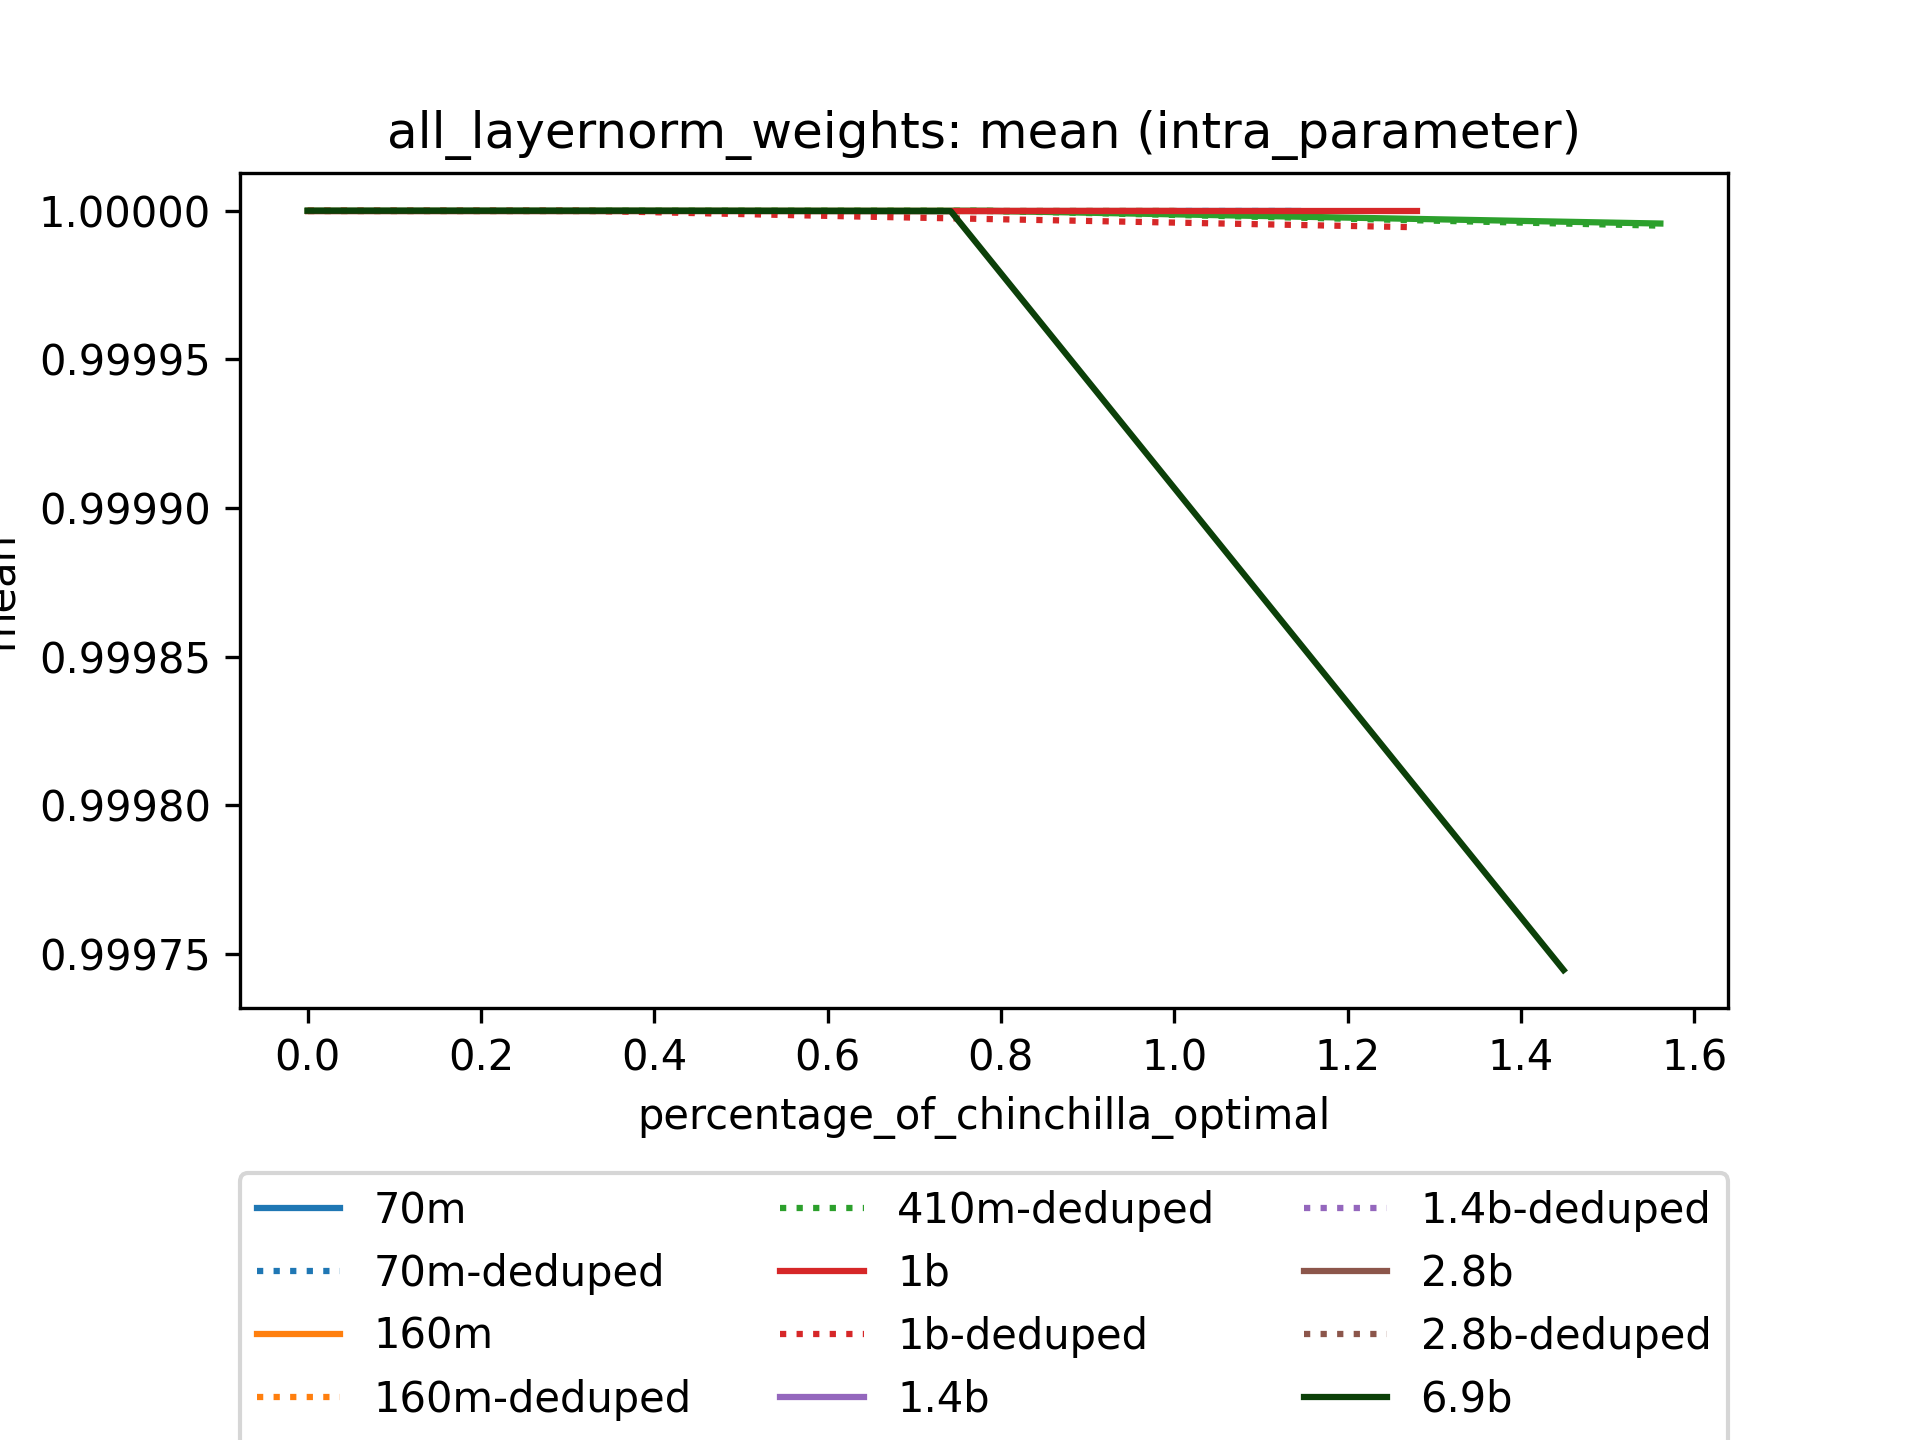 all_layernorm_weights: mean (intra_parameter)
1.00000
0.99995
0.99990
0.99985
0.99980
0.99975
mean
0.0 0.2 0.4 0.6 0.8 1.0 1.2 1.4 1.6
percentage_of_chinchilla_optimal
70m 410m-deduped 1.4b-deduped
70m-deduped 1b 2.8b
160m 1b-deduped 2.8b-deduped
160m-deduped 1.4b 6.9b